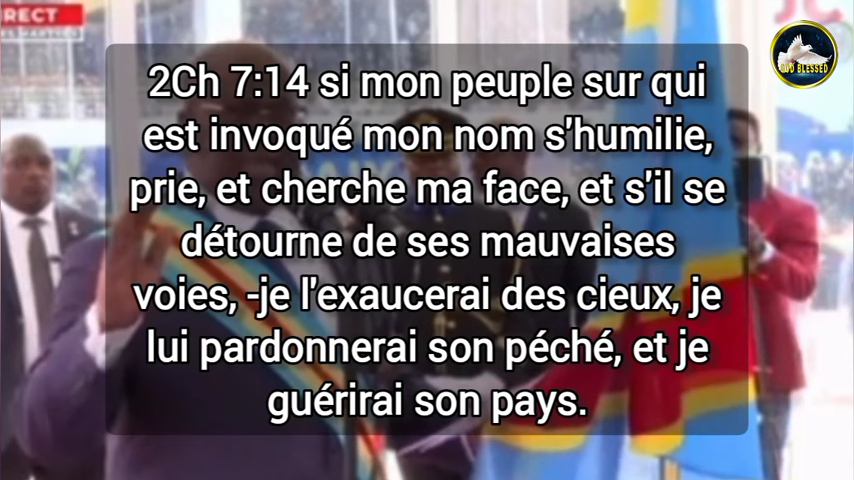 RECT
2Ch 7:14 si mon peuple sur qui
est invoqué mon nom s'humilie,
prie, et cherche ma face, et s'il se
détourne de ses mauvaises
voies, -je l'exaucerai des cieux, je
lui pardonnerai son péché, et je
guérirai son pays.
GOD BLESSED